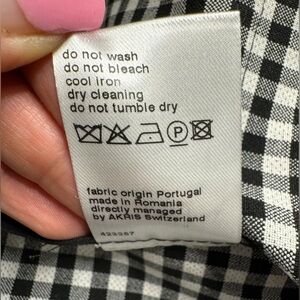 do not wash
do not bleach
cool iron
dry cleaning
do not tumble dry
P
fabric origin Portugal
made in Romania
directly managed
by AKRIS Switzerland